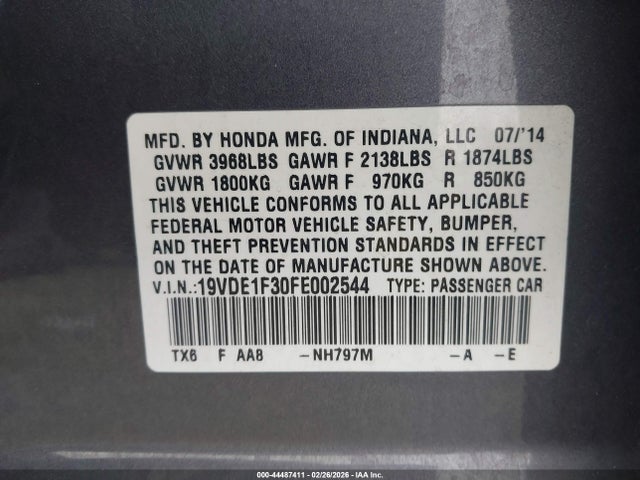 MFD. BY HONDA MFG. OF INDIANA, LLC 07/'14
GVWR 3968LBS GAWR F 2138LBS R 1874LBS
GVWR 1800KG GAWR F 970KG R 850KG
THIS VEHICLE CONFORMS TO ALL APPLICABLE
FEDERAL MOTOR VEHICLE SAFETY, BUMPER,
AND THEFT PREVENTION STANDARDS IN EFFECT
ON THE DATE OF MANUFACTURE SHOWN ABOVE.
V.I.N.:19VDE1F30FE002544 TYPE: PASSENGER CAR
TX6 F AA8 -NH797M -A -E
000-44487411 - 02/26/2026 - IAA Inc.